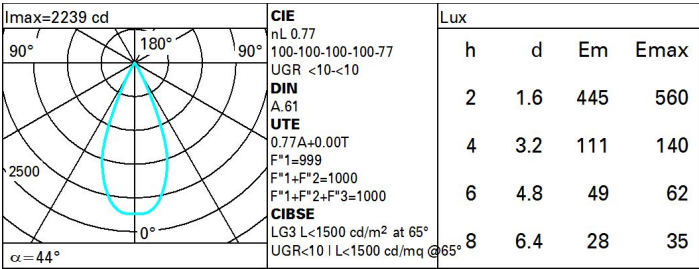 Imax=2239 cd
90°
180°
90°
2500
0°
α=44°
CIE
nL 0.77
100-100-100-100-77
UGR <10-<10
DIN
A.61
UTE
0.77A+0.00T
F"1=999
F"1+F"2=1000
F"1+F"2+F"3=1000
CIBSE
LG3 L<1500 cd/m² at 65°
UGR<10 | L<1500 cd/mq @65°
Lux
h d Em Emax
2 1.6 445 560
4 3.2 111 140
6 4.8 49 62
8 6.4 28 35